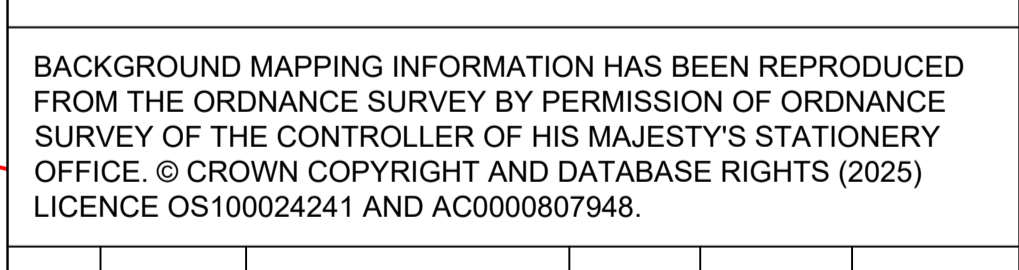 BACKGROUND MAPPING INFORMATION HAS BEEN REPRODUCED
FROM THE ORDNANCE SURVEY BY PERMISSION OF ORDNANCE
SURVEY OF THE CONTROLLER OF HIS MAJESTY'S STATIONERY
OFFICE. © CROWN COPYRIGHT AND DATABASE RIGHTS (2025)
LICENCE OS100024241 AND AC0000807948.